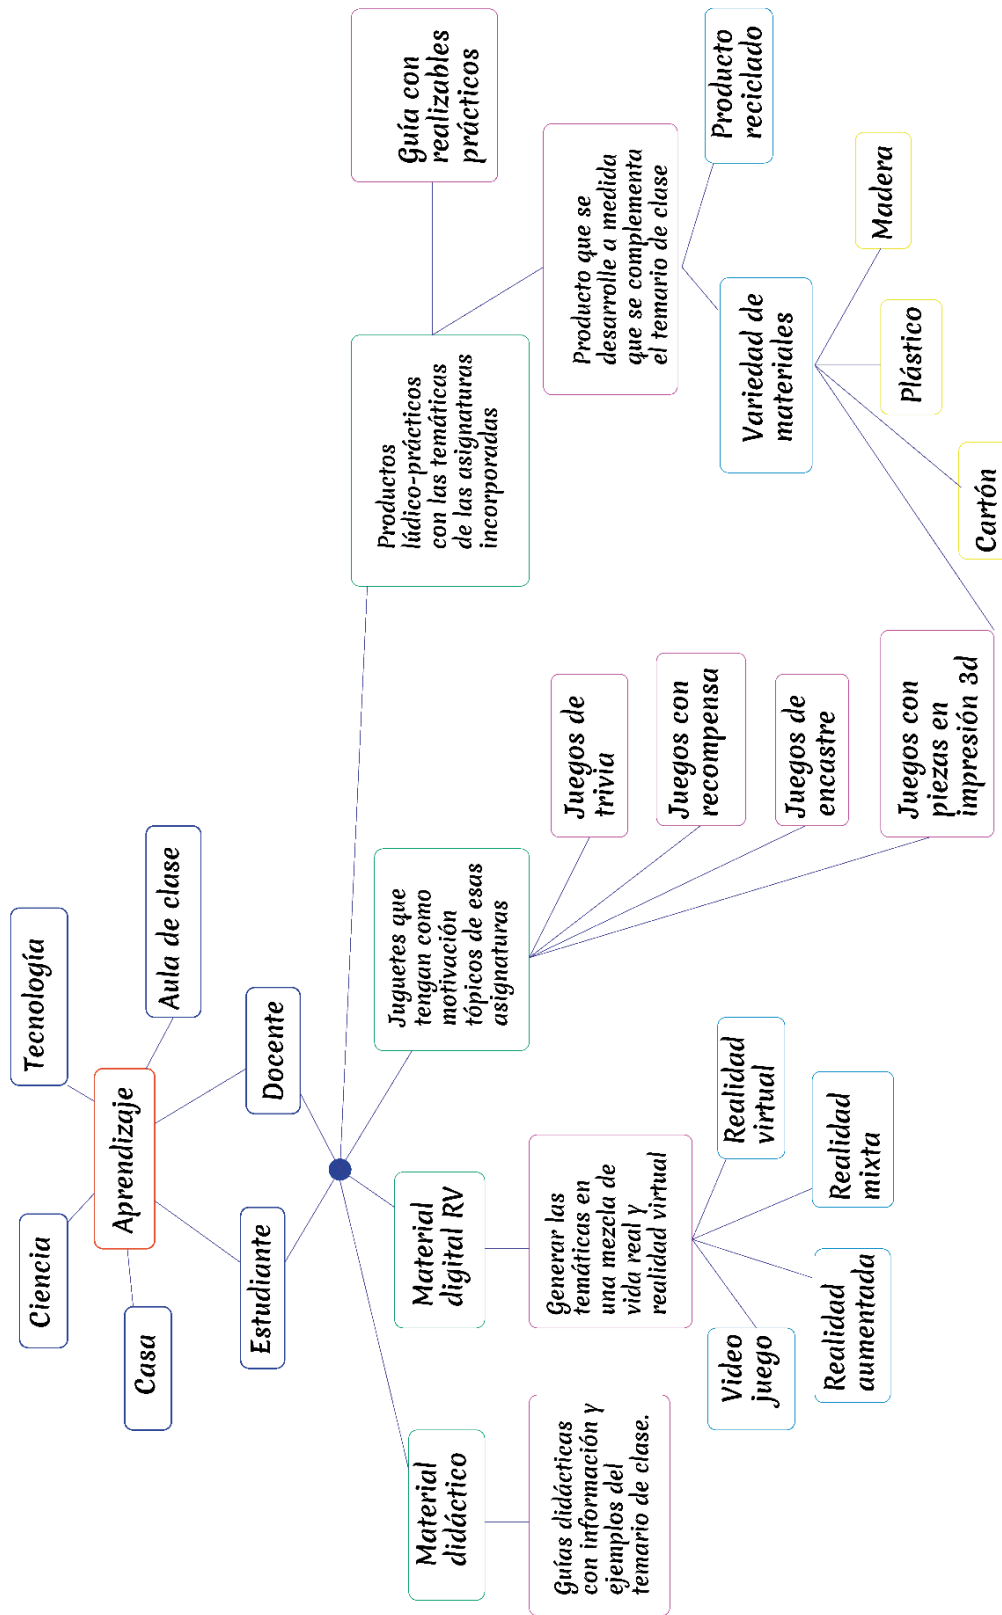 Ciencia
Tecnología
Casa
Aprendizaje
Aula de clase
Estudiante
Docente
Material
didáctico
Material
digital RV
Juguetes que
tengan como
motivación
tópicos de esas
asignaturas
Productos
lúdico-prácticos
con las temáticas
de las asignaturas
incorporadas
Guía con
realizables
prácticos
Guías didácticas
con información y
ejemplos del
temario de clase.
Generar las
temáticas en
una mezcla de
vida real y
realidad virtual
Juegos de
trivia
Juegos con
recompensa
Juegos de
encastre
Juegos con
piezas en
impresión 3d
Producto que se
desarrolle a medida
que se complementa
el temario de clase
Video
juego
Realidad
aumentada
Realidad
mixta
Realidad
virtual
Variedad de
materiales
Producto
reciclado
Cartón
Plástico
Madera